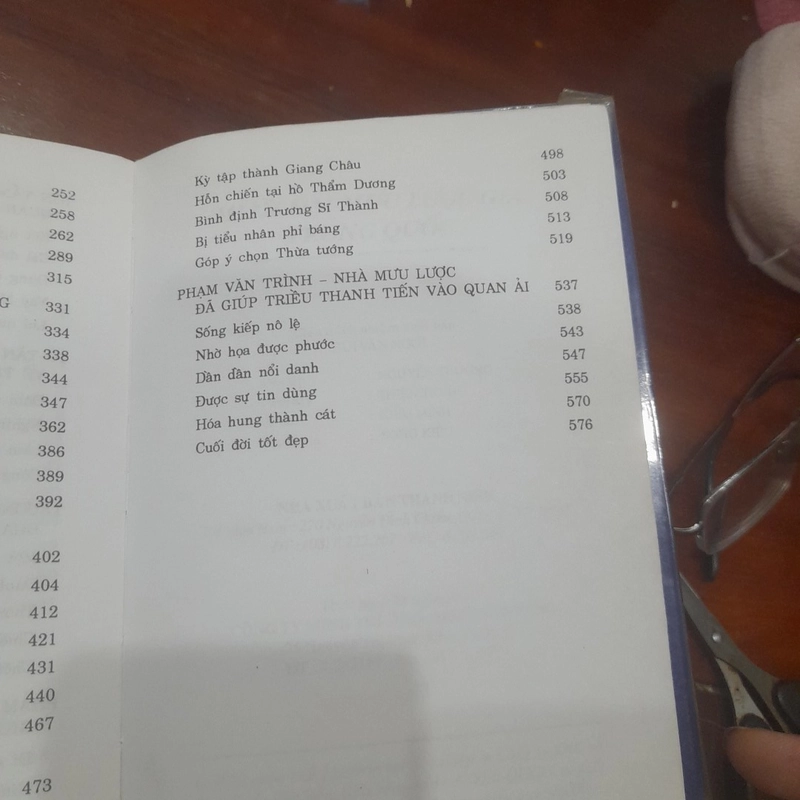 252
258
262
289
315
G 331
334
338
344
347
362
386
389
392
402
404
412
421
431
440
467
473
Kỳ tập thành Giang Châu 498
Hỗn chiến tại hồ Thẩm Dương 503
Bình định Trương Sĩ Thành 508
Bị tiểu nhân phỉ báng 513
Góp ý chọn Thừa tướng 519
PHẠM VĂN TRÌNH – NHÀ MƯU LƯỢC
ĐÃ GIÚP TRIỀU THANH TIẾN VÀO QUAN ẢI 537
Sống kiếp nô lệ 538
Nhờ họa được phước 543
Dần dần nổi danh 547
Được sự tin dùng 555
Hóa hung thành cát 570
Cuối đời tốt đẹp 576